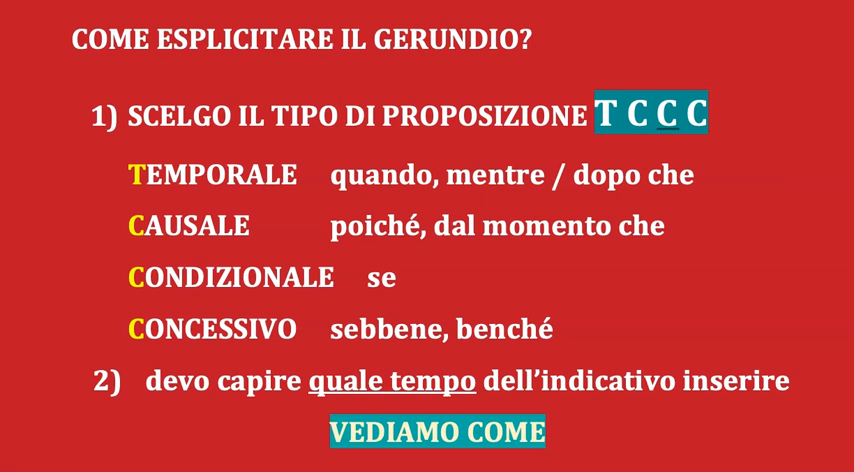 COME ESPLICITARE IL GERUNDIO?
1) SCELGO IL TIPO DI PROPOSIZIONE T C C C
TEMPORALE quando, mentre / dopo che
CAUSALE poiché, dal momento che
CONDIZIONALE se
CONCESSIVO sebbene, benché
2) devo capire quale tempo dell’indicativo inserire
VEDIAMO COME